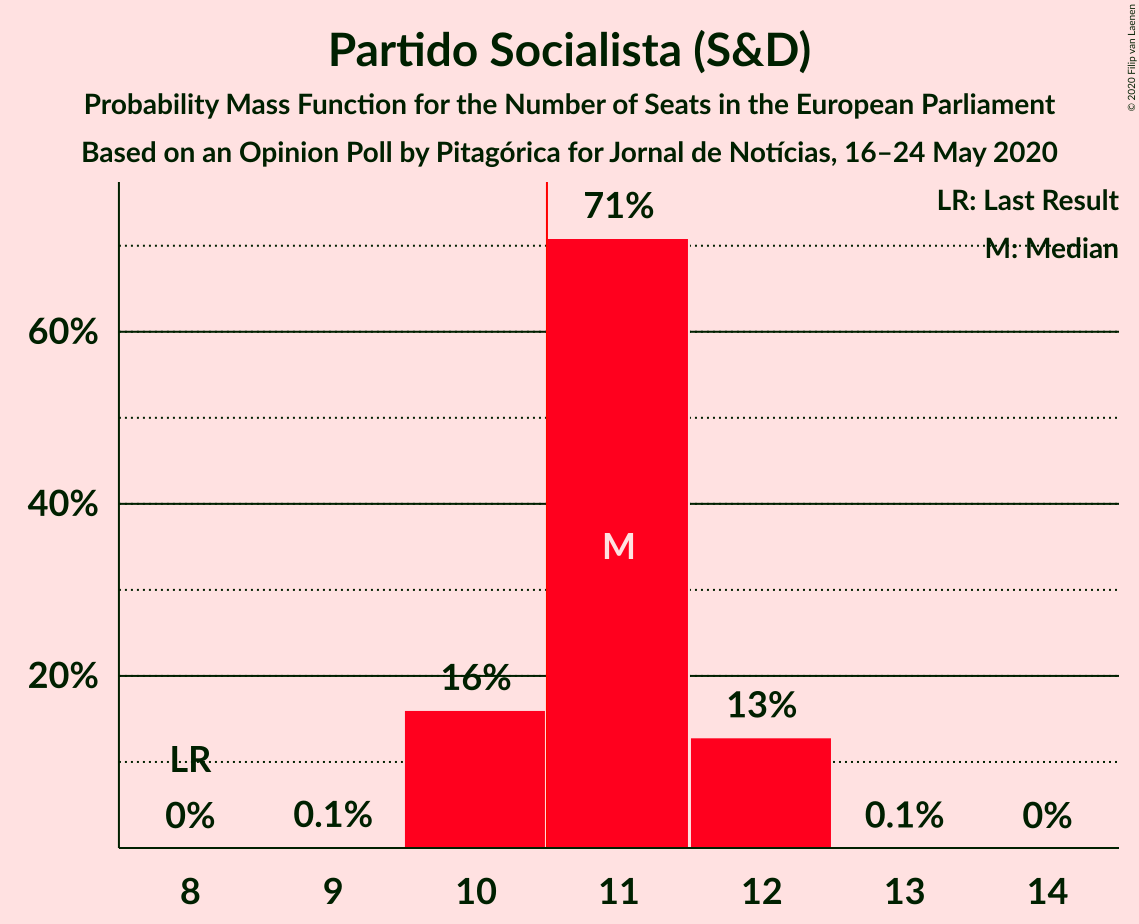 Partido Socialista (S&D)
Probability Mass Function for the Number of Seats in the European Parliament
Based on an Opinion Poll by Pitagórica for Jornal de Notícias, 16–24 May 2020
© 2020 Filip van Laenen
LR: Last Result
M: Median
71%
60%
40%
M
20%
16%
13%
LR
0%
0.1%
0.1%
0%
8
9
10
11
12
13
14